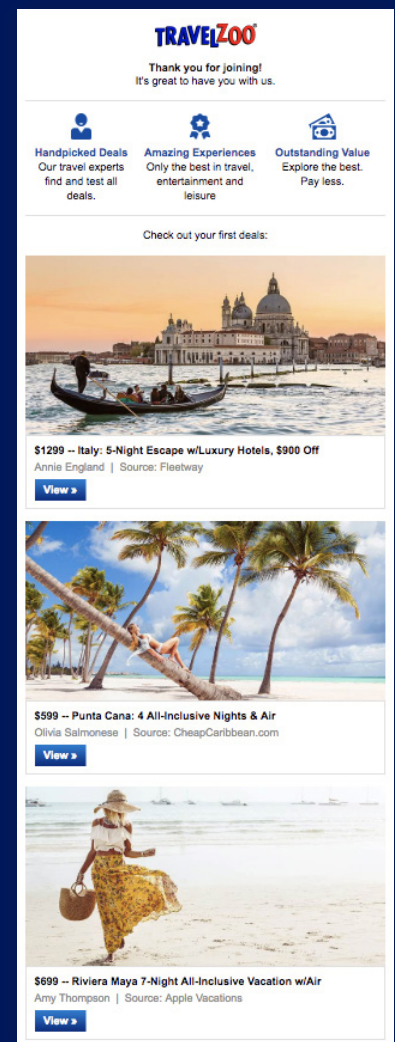 TRAVELZOO®
Thank you for joining!
It's great to have you with us.
Handpicked Deals
Our travel experts
find and test all
deals.
Amazing Experiences
Only the best in travel,
entertainment and
leisure
Outstanding Value
Explore the best.
Pay less.
Check out your first deals:
$1299 -- Italy: 5-Night Escape w/Luxury Hotels, $900 Off
Annie England | Source: Fleetway
View »
$599 -- Punta Cana: 4 All-Inclusive Nights & Air
Olivia Salmonese | Source: CheapCaribbean.com
View »
$699 -- Riviera Maya 7-Night All-Inclusive Vacation w/Air
Amy Thompson | Source: Apple Vacations
View »